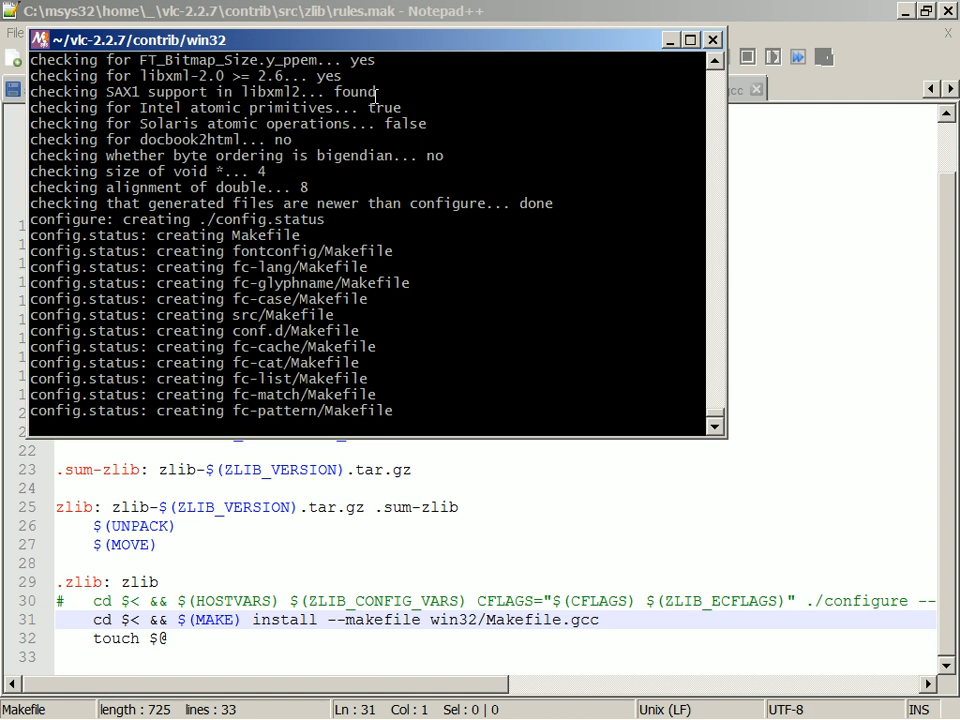 C:\msys32\home\_\vlc-2.2.7\contrib\src\zlib\rules.mak - Notepad++
File
X
~/vlc-2.2.7/contrib/win32
checking for FT_Bitmap_Size.y_ppem... yes
checking for libxml-2.0 >= 2.6... yes
checking SAX1 support in libxml2... found
checking for Intel atomic primitives... true
checking for Solaris atomic operations... false
checking for docbook2html... no
checking whether byte ordering is bigendian... no
checking size of void *... 4
checking alignment of double... 8
checking that generated files are newer than configure... done
configure: creating ./config.status
config.status: creating Makefile
config.status: creating fontconfig/Makefile
config.status: creating fc-lang/Makefile
config.status: creating fc-glyphname/Makefile
config.status: creating fc-case/Makefile
config.status: creating src/Makefile
config.status: creating conf.d/Makefile
config.status: creating fc-cache/Makefile
config.status: creating fc-cat/Makefile
config.status: creating fc-list/Makefile
config.status: creating fc-match/Makefile
config.status: creating fc-pattern/Makefile
22
23 .sum-zlib: zlib-$(ZLIB_VERSION).tar.gz
24
25 zlib: zlib-$(ZLIB_VERSION).tar.gz .sum-zlib
26 $(UNPACK)
27 $(MOVE)
28
29 .zlib: zlib
30 # cd $< && $(HOSTVARS) $(ZLIB_CONFIG_VARS) CFLAGS="$(CFLAGS) $(ZLIB_ECFLAGS)" ./configure --
31 cd $< && $(MAKE) install --makefile win32/Makefile.gcc
32 touch $@
33
Makefile length : 725 lines : 33 Ln : 31 Col : 1 Sel : 0 | 0 Unix (LF) UTF-8 INS